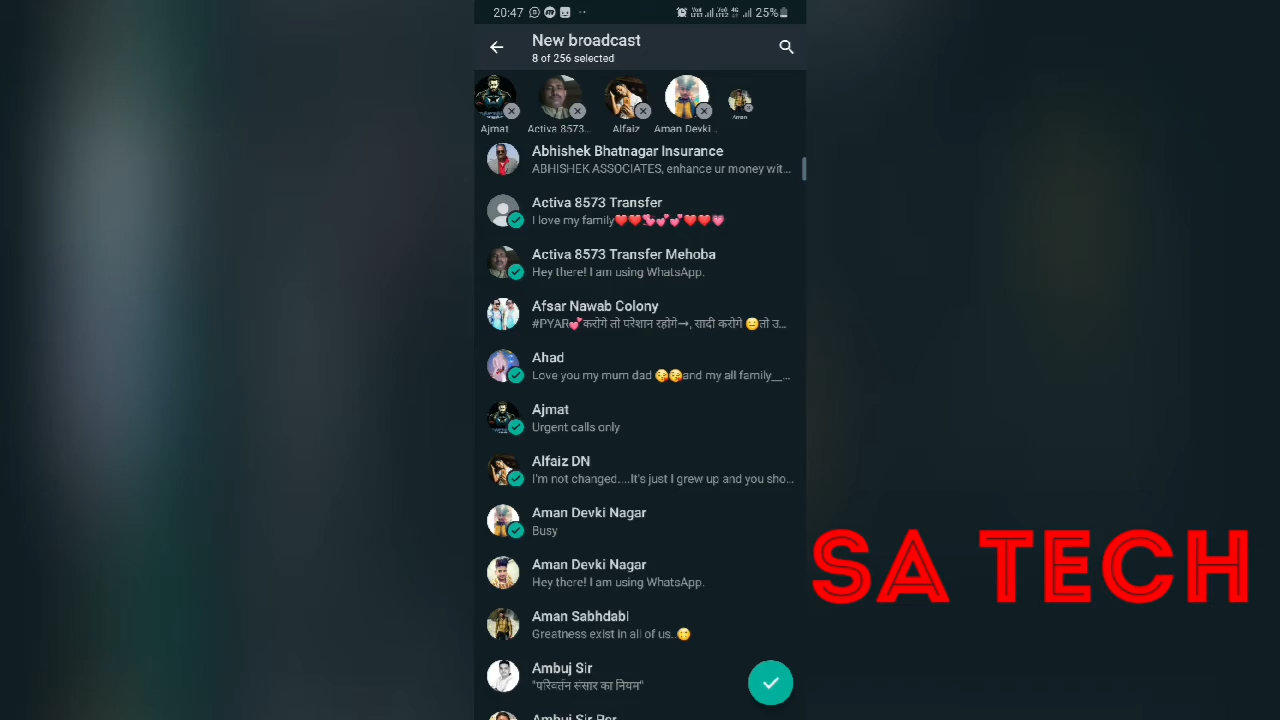 20:47 25%
New broadcast
8 of 256 selected
Ajmat Activa 8573... Alfaiz Aman Devki.. Aman
Abhishek Bhatnagar Insurance
ABHISHEK ASSOCIATES, enhance ur money wit...
Activa 8573 Transfer
I love my family❤️❤️💞💕💕❤️❤️💗
Activa 8573 Transfer Mehoba
Hey there! I am using WhatsApp.
Afsar Nawab Colony
#PYAR💕करोगे तो परेशान रहोगे→, सादी करोगे 😇तो उ...
Ahad
Love you my mum dad 😘😘and my all family__...
Ajmat
Urgent calls only
Alfaiz DN
I'm not changed....It's just I grew up and you sho...
Aman Devki Nagar
Busy
Aman Devki Nagar
Hey there! I am using WhatsApp.
Aman Sabhdabl
Greatness exist in all of us..😋
Ambuj Sir
"परिवर्तन संसार का नियम"
SA TECH